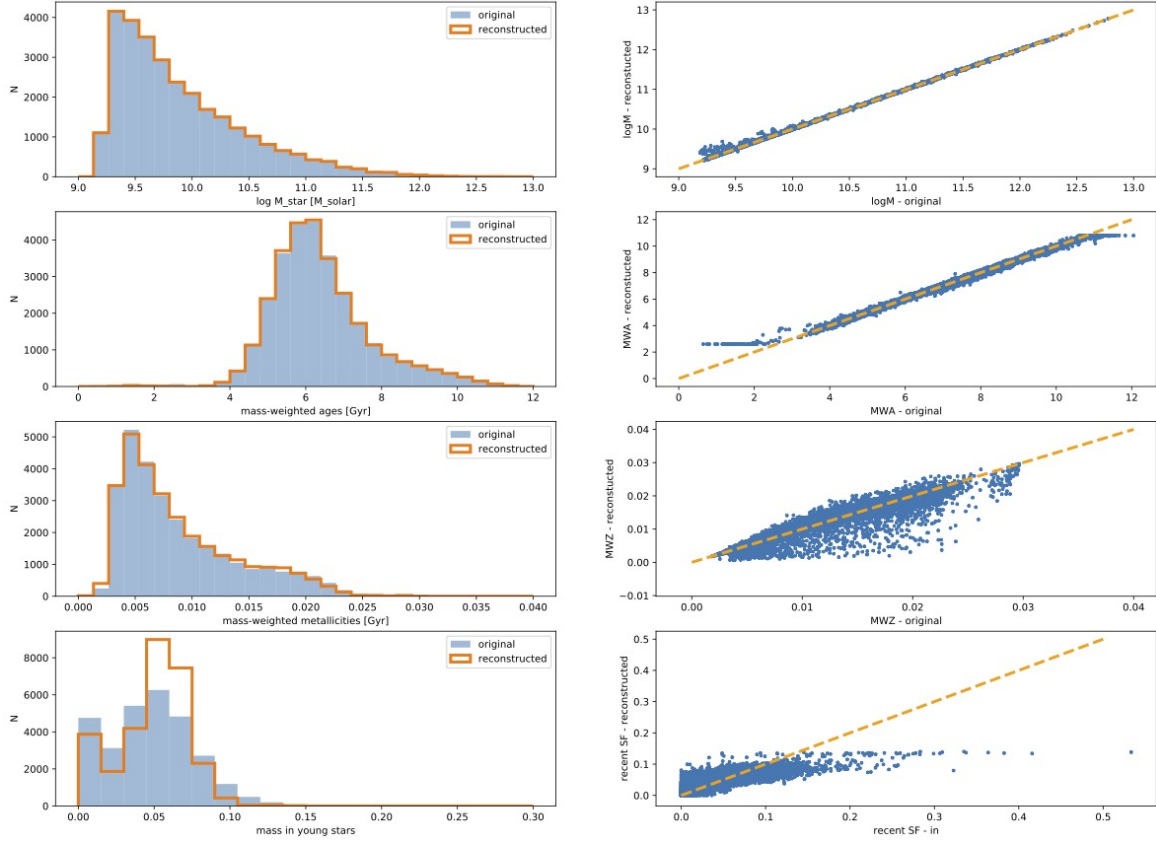 original
reconstructed
N
4000
3000
2000
1000
0
9.0 9.5 10.0 10.5 11.0 11.5 12.0 12.5 13.0
log M_star [M_solar]
logM - reconstucted
13
12
11
10
9
9.0 9.5 10.0 10.5 11.0 11.5 12.0 12.5 13.0
logM - original
original
reconstructed
N
4000
3000
2000
1000
0
0 2 4 6 8 10 12
mass-weighted ages [Gyr]
MWA - reconstucted
12
10
8
6
4
2
0
0 2 4 6 8 10 12
MWA - original
original
reconstructed
N
5000
4000
3000
2000
1000
0
0.000 0.005 0.010 0.015 0.020 0.025 0.030 0.035 0.040
mass-weighted metallicities [Gyr]
MWZ - reconstucted
0.04
0.03
0.02
0.01
0.00
−0.01
0.00 0.01 0.02 0.03 0.04
MWZ - original
original
reconstructed
N
8000
6000
4000
2000
0
0.00 0.05 0.10 0.15 0.20 0.25 0.30
mass in young stars
recent SF - reconstructed
0.5
0.4
0.3
0.2
0.1
0.0
0.0 0.1 0.2 0.3 0.4 0.5
recent SF - in